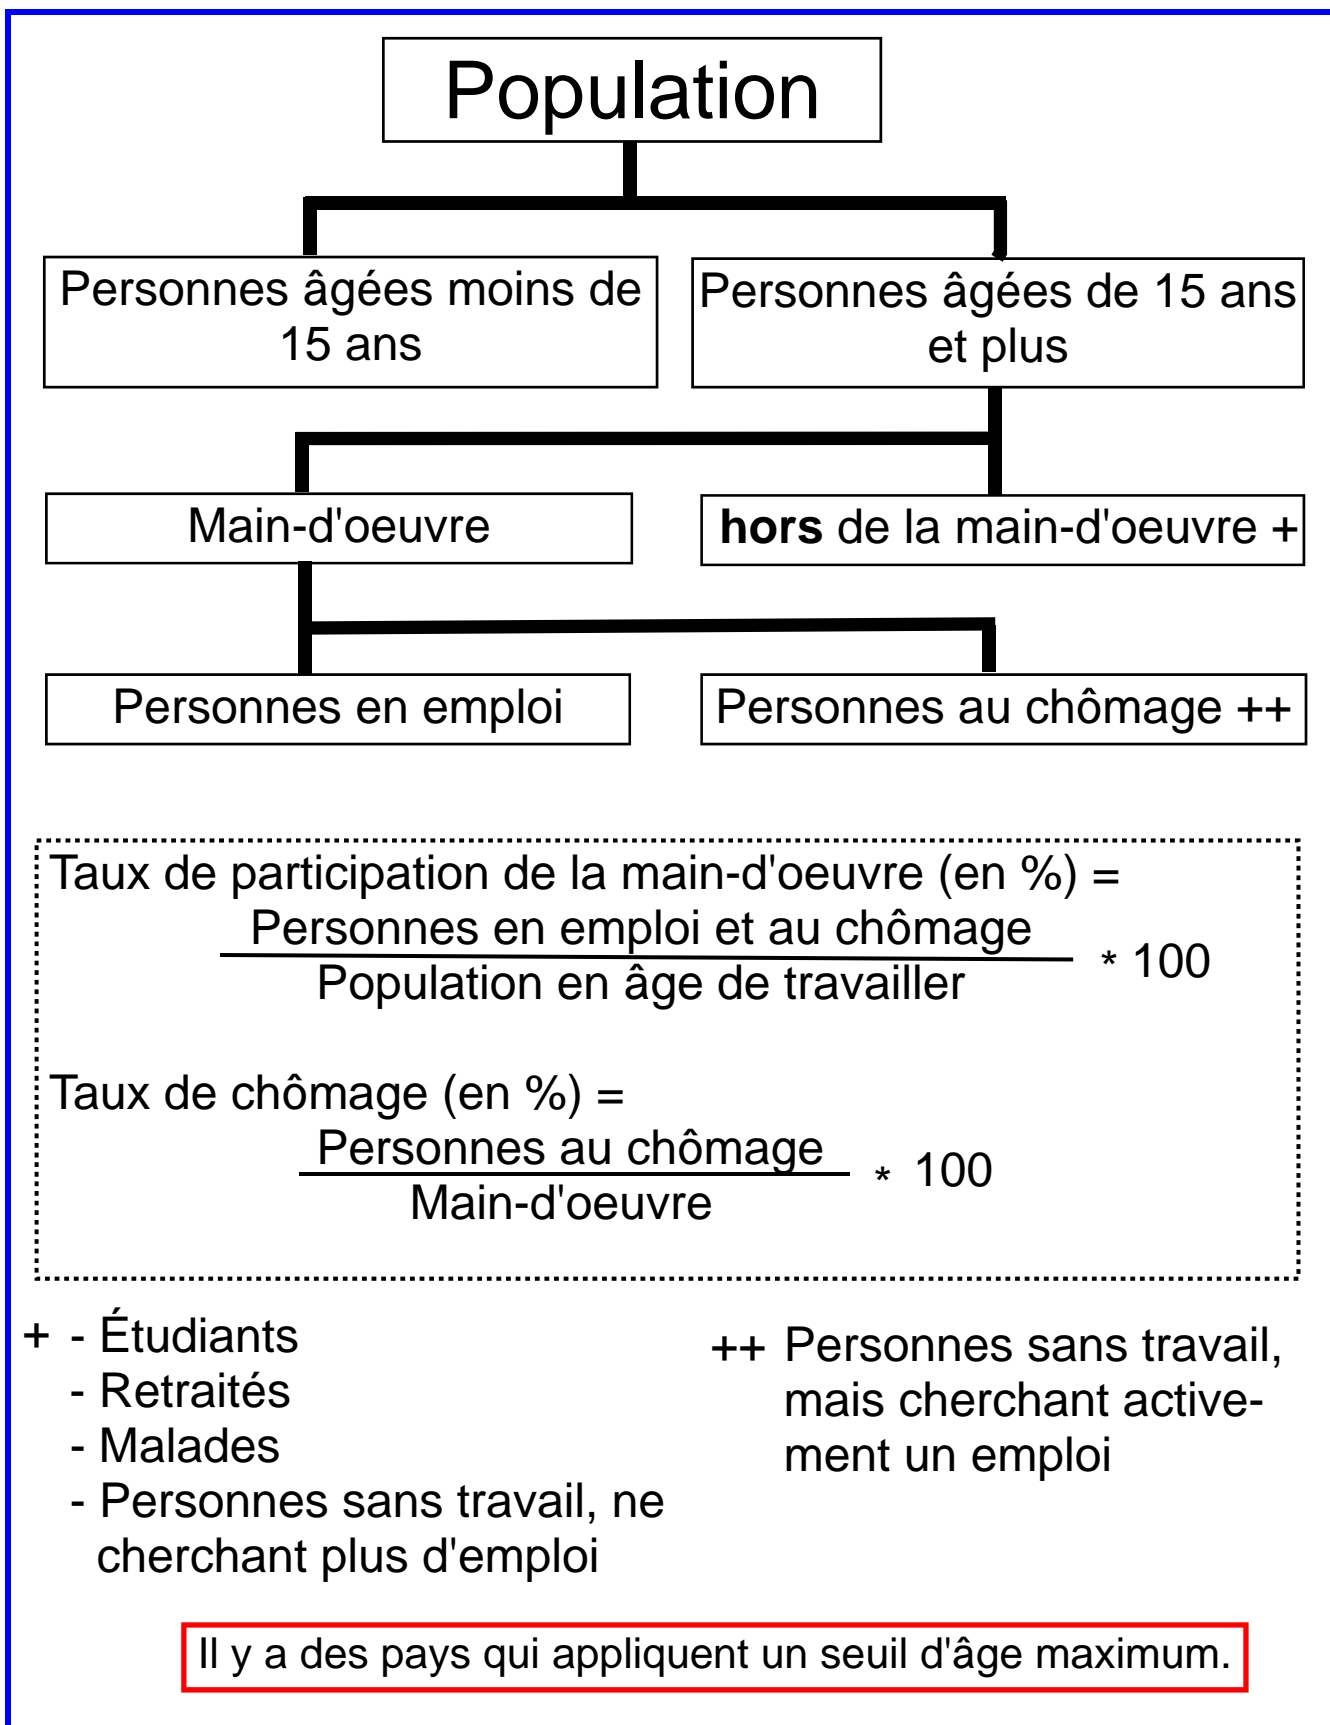 Population
Personnes âgées moins de
15 ans
Personnes âgées de 15 ans
et plus
Main-d'oeuvre
hors de la main-d'oeuvre +
Personnes en emploi
Personnes au chômage ++
Taux de participation de la main-d'oeuvre (en %) =
Personnes en emploi et au chômage
Population en âge de travailler
* 100
Taux de chômage (en %) =
Personnes au chômage
Main-d'oeuvre
* 100
+ - Étudiants
- Retraités
- Malades
- Personnes sans travail, ne
cherchant plus d'emploi
++ Personnes sans travail,
mais cherchant active-
ment un emploi
Il y a des pays qui appliquent un seuil d'âge maximum.